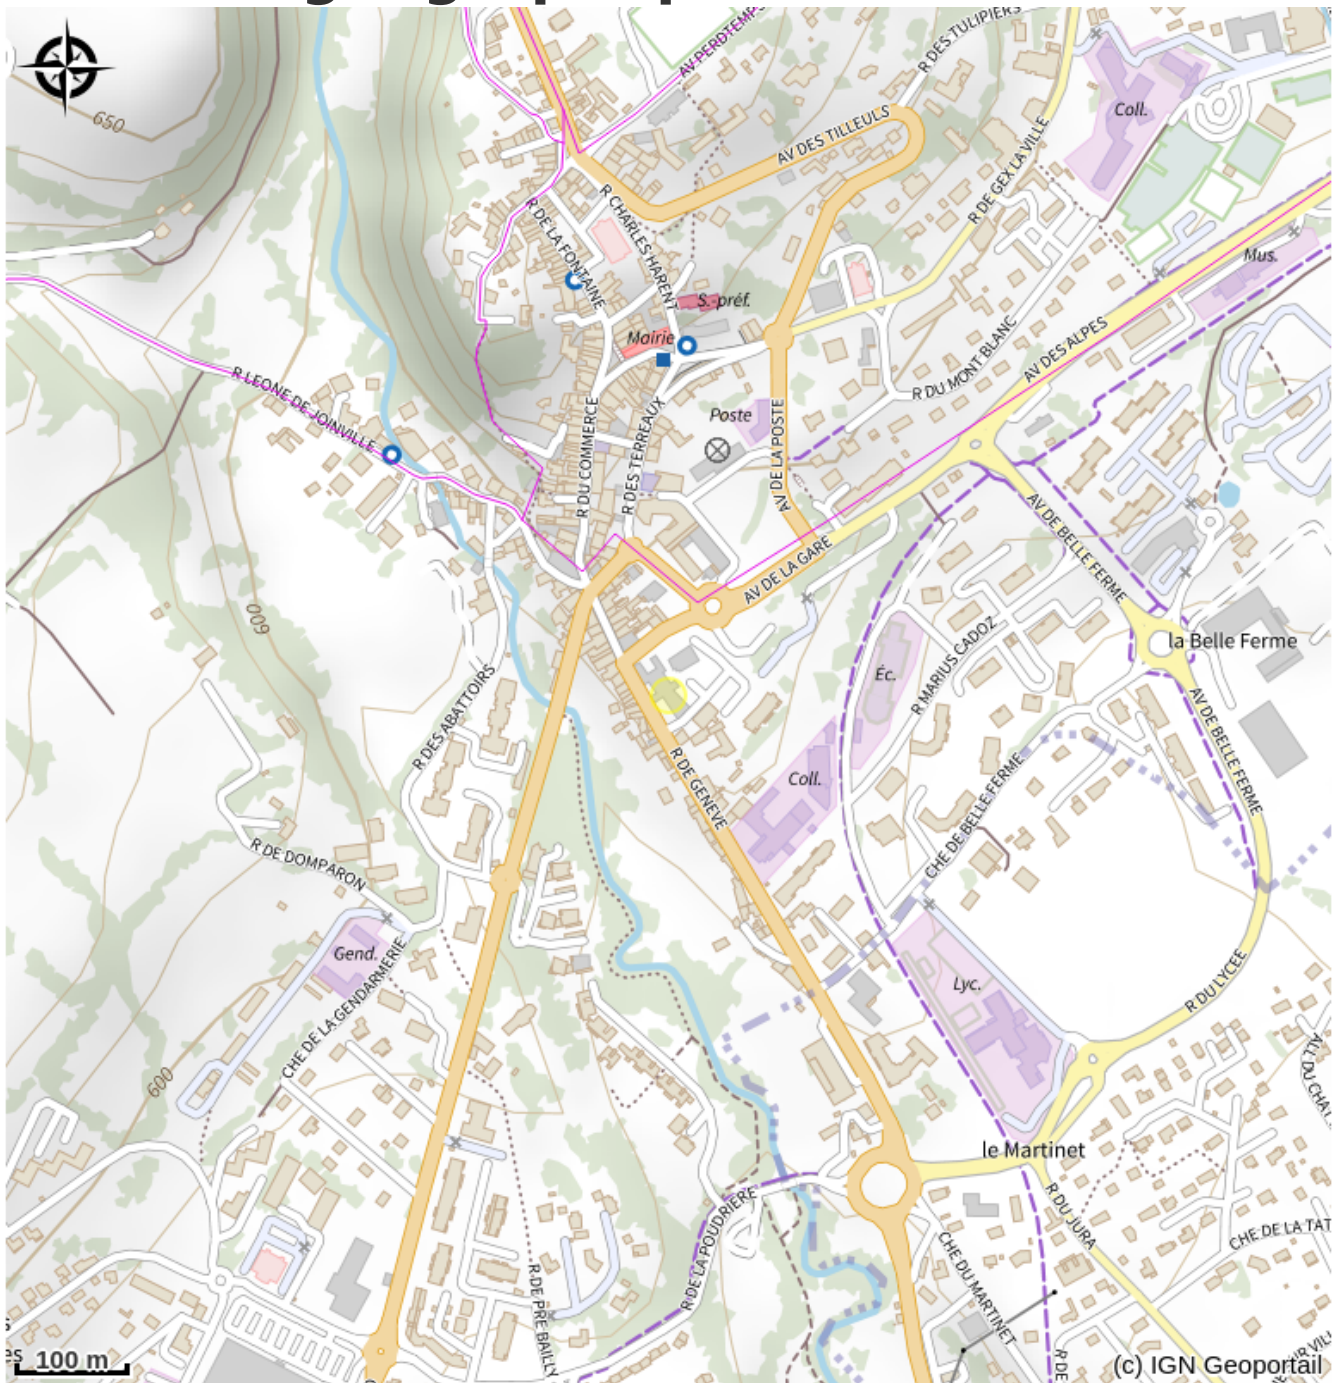 AV PERDTEMPS
R DES TULIPIERS
650
Coll.
AV DES TILLEULS
R DE GEX LA VILLE
R CHARLES HARENT
R DE LA FONTAINE
Mus.
S.-préf.
Mairie
AV DES ALPES
R DU MONT BLANC
R LEONE DE JOINVILLE
Poste
R DU COMMERCE
R DES TERREAUX
AV DE LA POSTE
AV DE BELLE FERME
AV DE LA GARE
600
la Belle Ferme
R MARIUS CADOZ
Éc.
R DES ABATTOIRS
AV DE BELLE FERME
R DE GENEVE
Coll.
CHE DE BELLE FERME
R DE DOMPARON
Gend.
Lyc.
R DU LYCEE
CHE DE LA GENDARMERIE
600
ALL DU CHAT
le Martinet
R DE LA POUDRIERE
R DU JURA
CHE DE LA TAT
CHE DU MARTINET
R DE PRE BAILLY
R DE
100 m
(c) IGN Geoportail